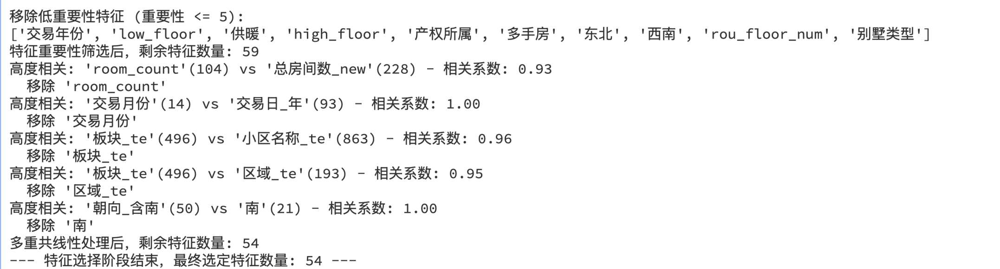 移除低重要性特征 (重要性 <= 5):
['交易年份', 'low_floor', '供暖', 'high_floor', '产权所属', '多手房', '东北', '西南', 'rou_floor_num', '别墅类型']
特征重要性筛选后, 剩余特征数量: 59
高度相关: 'room_count'(104) vs '总房间数_new'(228) - 相关系数: 0.93
  移除 'room_count'
高度相关: '交易月份'(14) vs '交易日_年'(93) - 相关系数: 1.00
  移除 '交易月份'
高度相关: '板块_te'(496) vs '小区名称_te'(863) - 相关系数: 0.96
  移除 '板块_te'
高度相关: '板块_te'(496) vs '区域_te'(193) - 相关系数: 0.95
  移除 '区域_te'
高度相关: '朝向_含南'(50) vs '南'(21) - 相关系数: 1.00
  移除 '南'
多重共线性处理后, 剩余特征数量: 54
--- 特征选择阶段结束, 最终选定特征数量: 54 ---